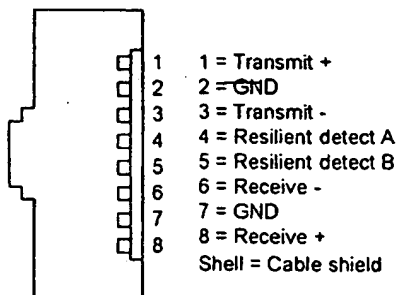 1 1 = Transmit +
2 2 = GND
3 3 = Transmit -
4 4 = Resilient detect A
5 5 = Resilient detect B
6 6 = Receive -
7 7 = GND
8 8 = Receive +
Shell = Cable shield